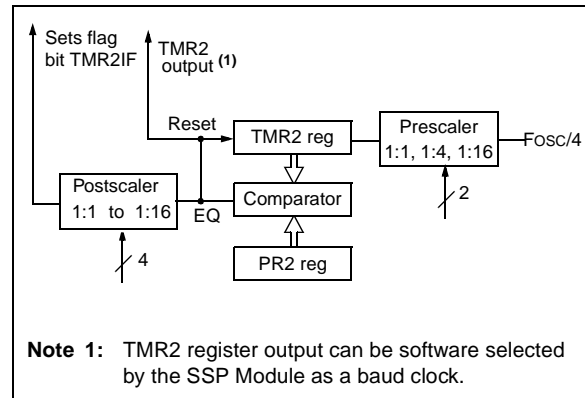 Sets flag
bit TMR2IF
TMR2
output (1)
Reset
TMR2 reg
Prescaler
1:1, 1:4, 1:16
FOSC/4
2
Postscaler
1:1 to 1:16
EQ
Comparator
4
PR2 reg
Note 1: TMR2 register output can be software selected
by the SSP Module as a baud clock.